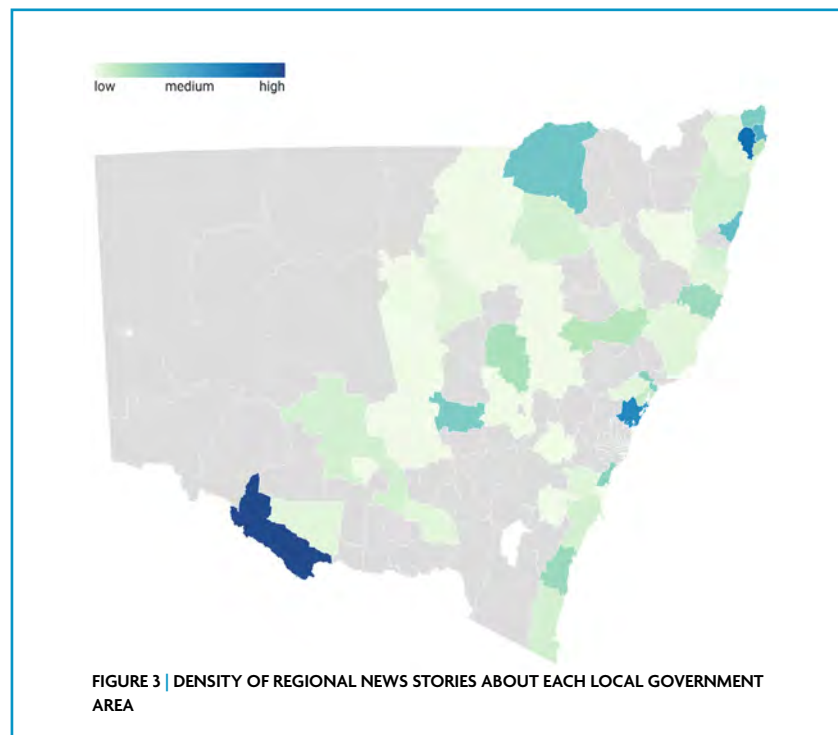 low medium high
FIGURE 3 | DENSITY OF REGIONAL NEWS STORIES ABOUT EACH LOCAL GOVERNMENT
AREA